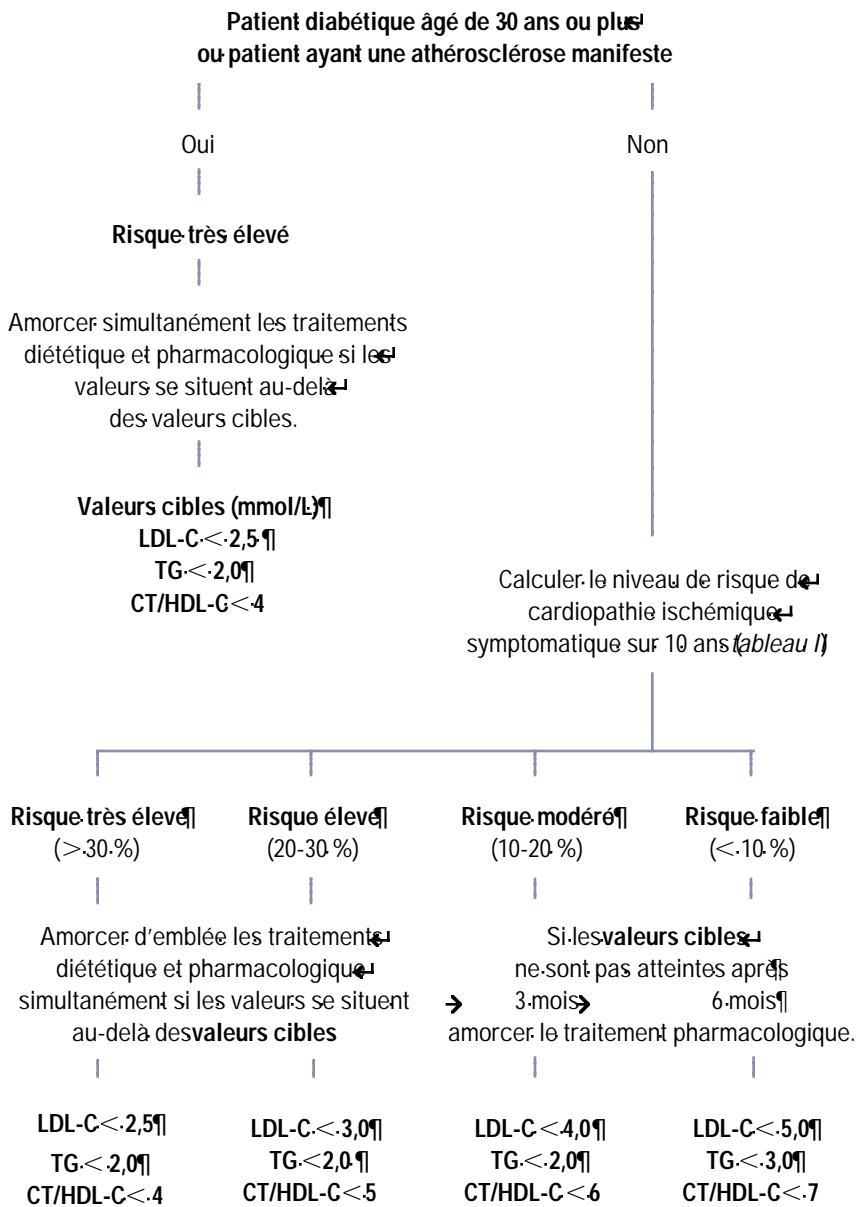 Patient diabétique âgé de 30 ans ou plus↵
ou patient ayant une athérosclérose manifeste
Oui
Non
Risque très élevé
Amorcer simultanément les traitements
diététique et pharmacologique si les↵
valeurs se situent au-delà↵
des valeurs cibles.
Valeurs cibles (mmol/L)¶
LDL-C < 2,5 ¶
TG < 2,0¶
CT/HDL-C < 4
Calculer le niveau de risque de↵
cardiopathie ischémique↵
symptomatique sur 10 ans (tableau I)
Risque très élevé¶
(> 30 %)
Risque élevé¶
(20-30 %)
Risque modéré¶
(10-20 %)
Risque faible¶
(< 10 %)
Amorcer d'emblée les traitements↵
diététique et pharmacologique↵
simultanément si les valeurs se situent
au-delà des valeurs cibles
Si les valeurs cibles↵
ne sont pas atteintes après¶
→ 3 mois → 6 mois¶
amorcer le traitement pharmacologique.
LDL-C < 2,5¶
TG < 2,0¶
CT/HDL-C < 4
LDL-C < 3,0¶
TG < 2,0 ¶
CT/HDL-C < 5
LDL-C < 4,0¶
TG < 2,0¶
CT/HDL-C < 6
LDL-C < 5,0¶
TG < 3,0¶
CT/HDL-C < 7